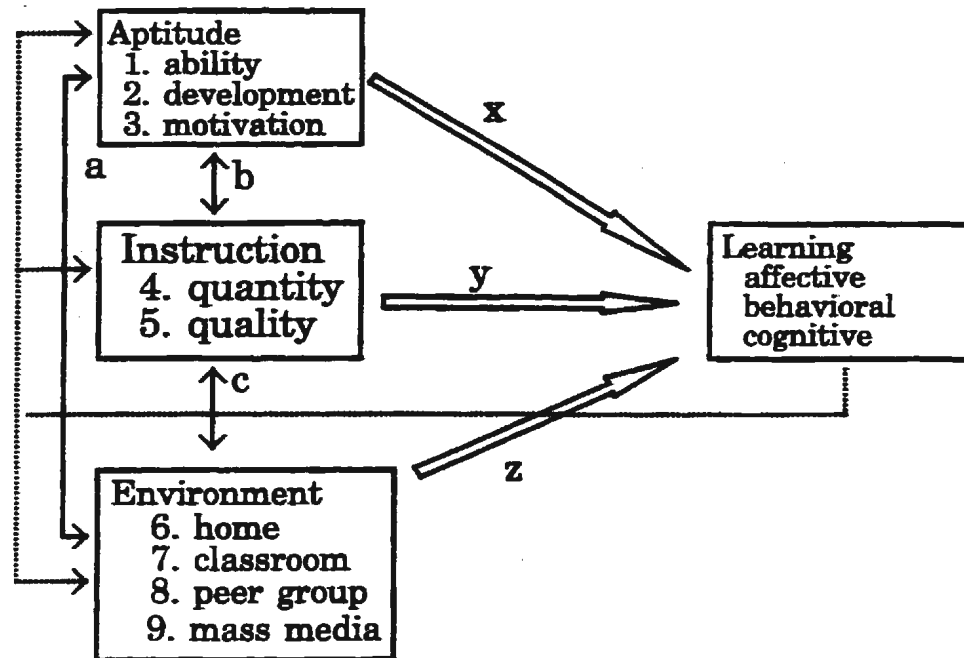 Aptitude
1. ability
2. development
3. motivation
a
b
x
Instruction
4. quantity
5. quality
y
Learning
affective
behavioral
cognitive
c
z
Environment
6. home
7. classroom
8. peer group
9. mass media